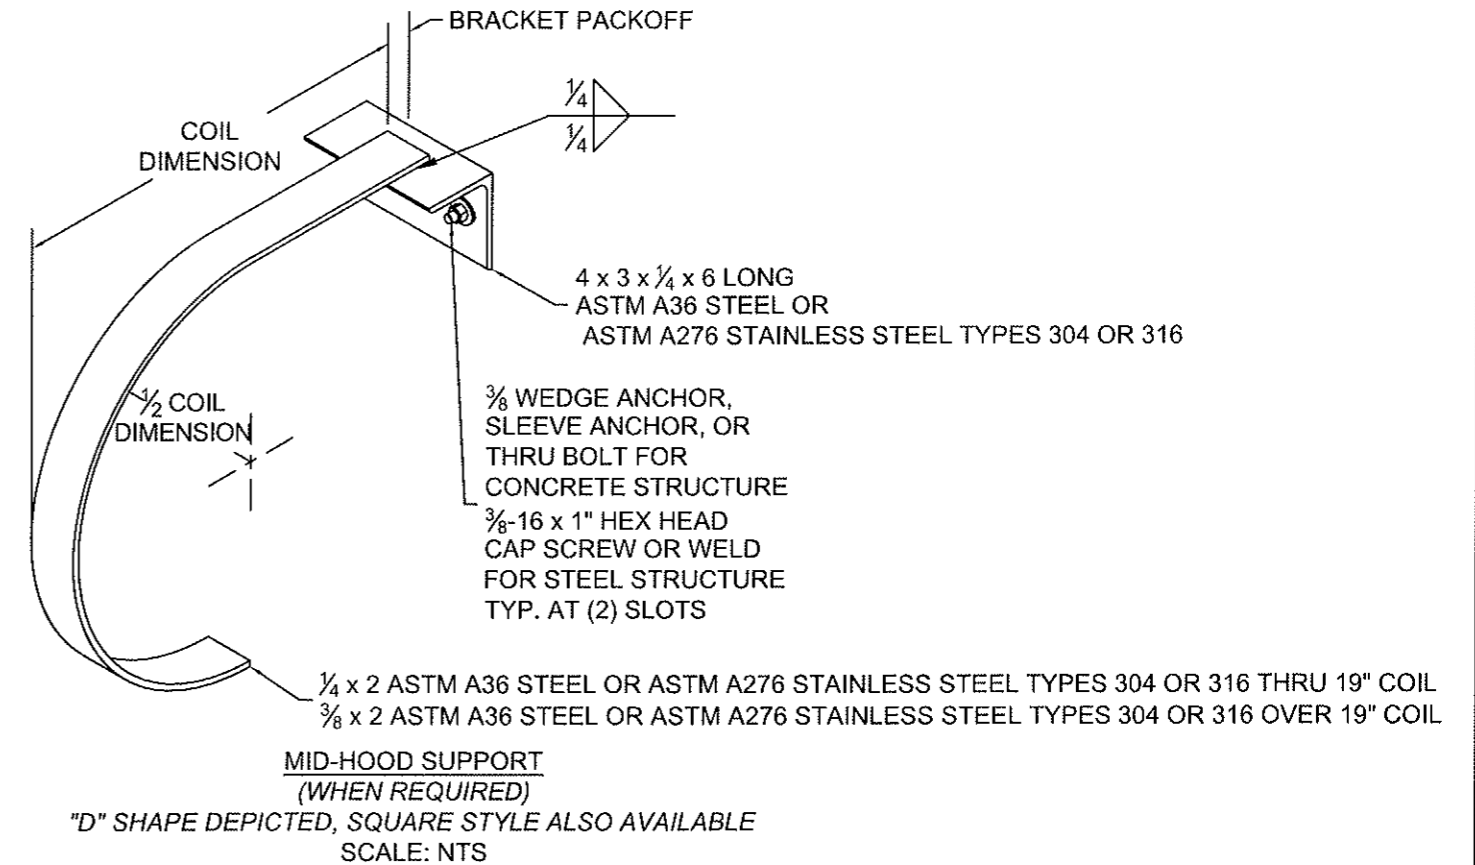 BRACKET PACKOFF
1/4
1/4
COIL
DIMENSION
4 x 3 x 1/4 x 6 LONG
ASTM A36 STEEL OR
ASTM A276 STAINLESS STEEL TYPES 304 OR 316
1/2 COIL
DIMENSION
3/8 WEDGE ANCHOR,
SLEEVE ANCHOR, OR
THRU BOLT FOR
CONCRETE STRUCTURE
3/8-16 x 1" HEX HEAD
CAP SCREW OR WELD
FOR STEEL STRUCTURE
TYP. AT (2) SLOTS
1/4 x 2 ASTM A36 STEEL OR ASTM A276 STAINLESS STEEL TYPES 304 OR 316 THRU 19" COIL
3/8 x 2 ASTM A36 STEEL OR ASTM A276 STAINLESS STEEL TYPES 304 OR 316 OVER 19" COIL
MID-HOOD SUPPORT
(WHEN REQUIRED)
"D" SHAPE DEPICTED, SQUARE STYLE ALSO AVAILABLE
SCALE: NTS